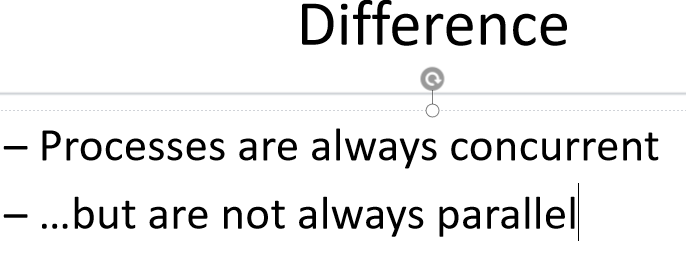 Difference
– Processes are always concurrent
– …but are not always parallel